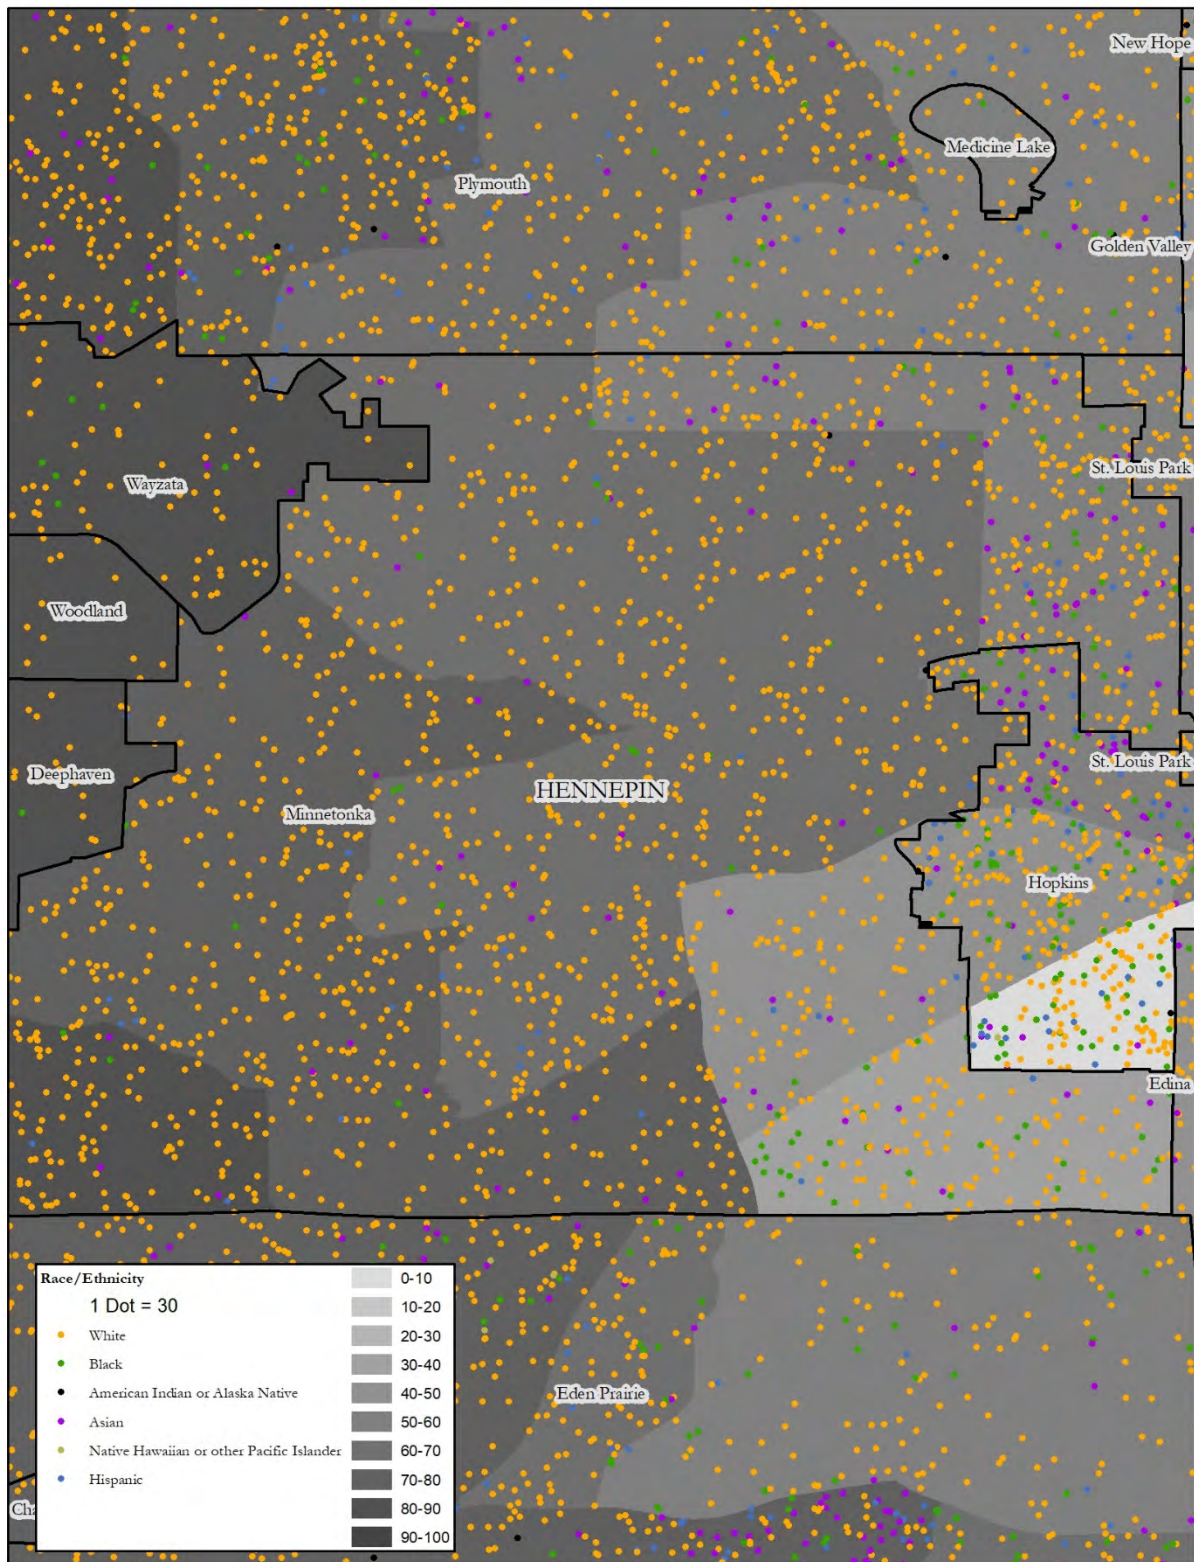 New Hope
Medicine Lake
Plymouth
Golden Valley
St. Louis Park
Wayzata
Woodland
St. Louis Park
Deephaven
HENNEPIN
Minnetonka
Hopkins
Edina
Eden Prairie
Race/Ethnicity
1 Dot = 30
White
Black
American Indian or Alaska Native
Asian
Native Hawaiian or other Pacific Islander
Hispanic
0-10
10-20
20-30
30-40
40-50
50-60
60-70
70-80
80-90
90-100